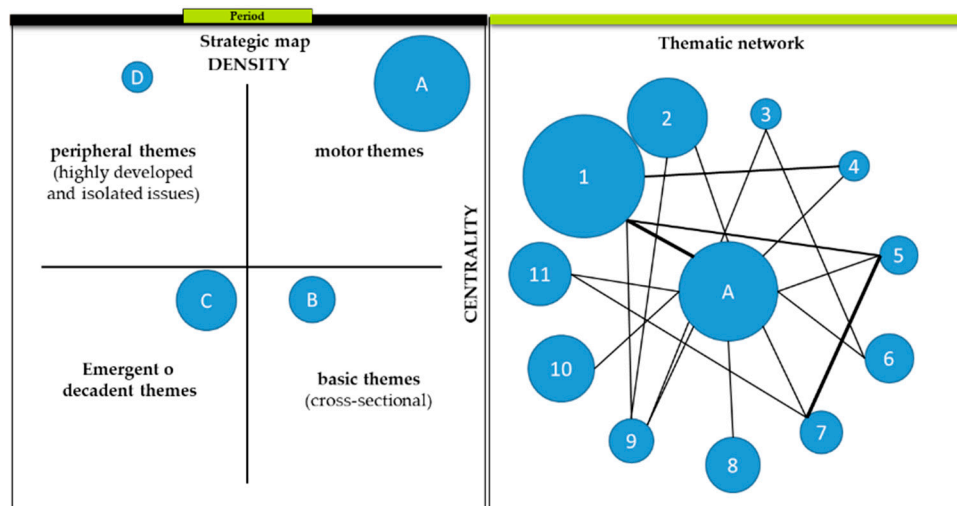 Period
Strategic map
DENSITY
D
A
peripheral themes
(highly developed
and isolated issues)
motor themes
CENTRALITY
C
B
Emergent o
decadent themes
basic themes
(cross-sectional)
Thematic network
1
2
3
4
5
6
7
8
9
10
11
A